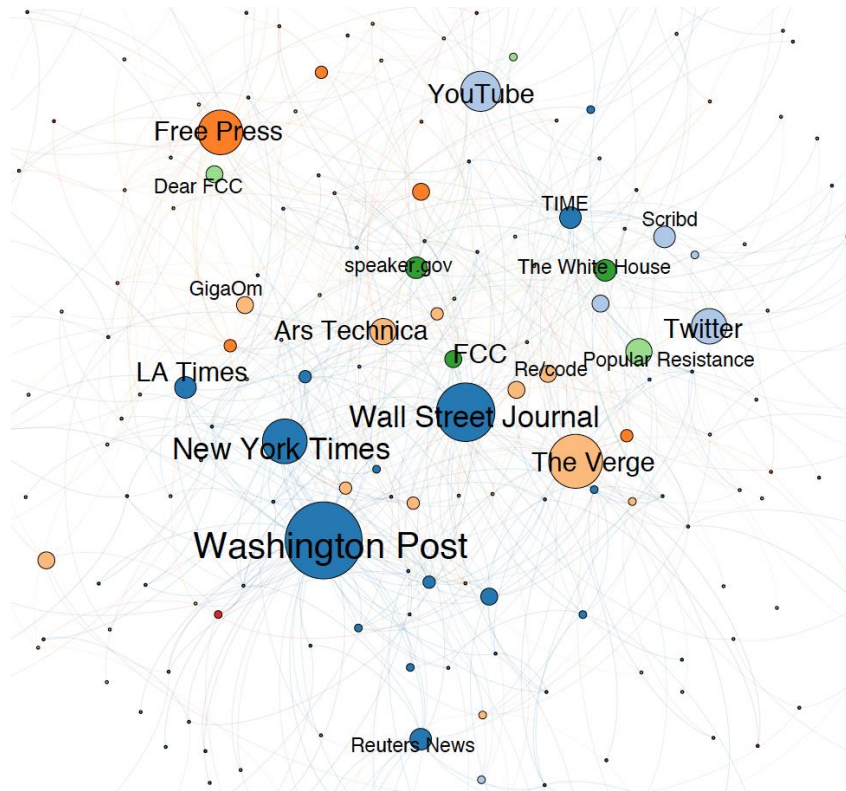 YouTube
Free Press
Dear FCC
TIME
Scribd
speaker.gov
The White House
GigaOm
Ars Technica
Twitter
FCC
Popular Resistance
Re/code
LA Times
Wall Street Journal
New York Times
The Verge
Washington Post
Reuters News